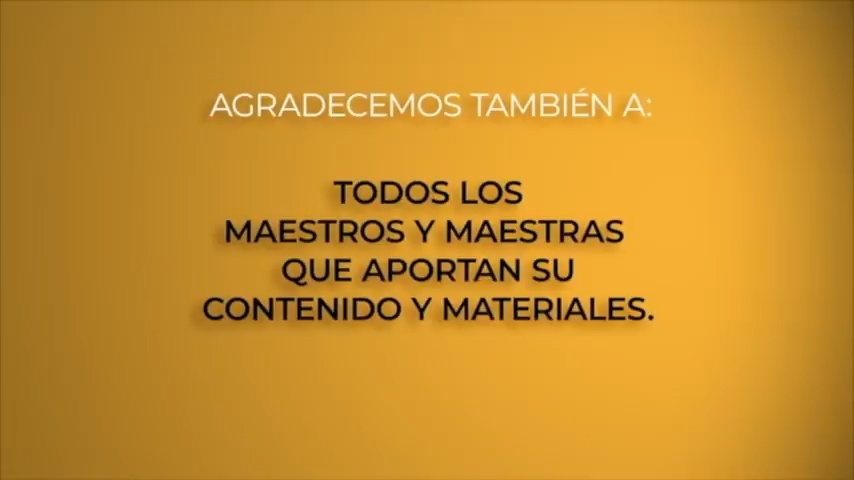 AGRADECEMOS TAMBIÉN A:
TODOS LOS
MAESTROS Y MAESTRAS
QUE APORTAN SU
CONTENIDO Y MATERIALES.